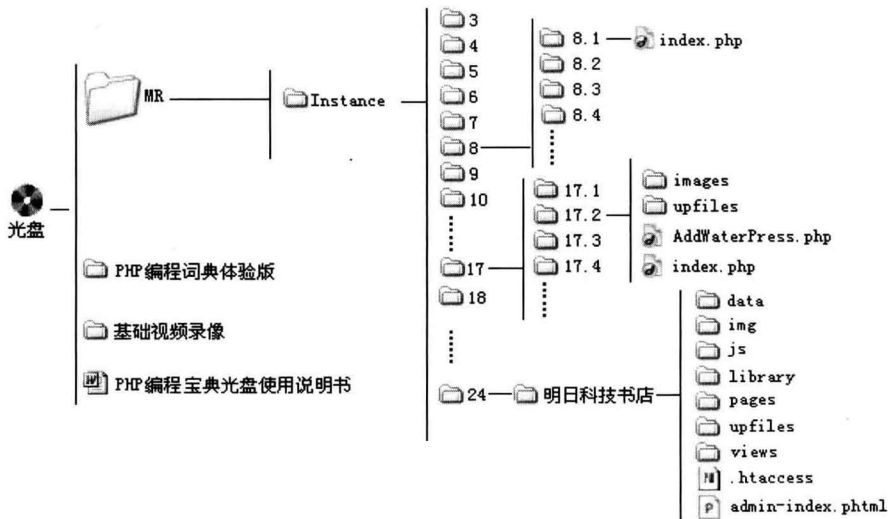 光盘
MR
PHP编程词典体验版
基础视频录像
PHP编程宝典光盘使用说明书
Instance
3
4
5
6
7
8
9
10
17
18
24
8.1
8.2
8.3
8.4
index.php
17.1
17.2
17.3
17.4
images
upfiles
AddWaterPress.php
index.php
明日科技书店
data
img
js
library
pages
upfiles
views
.htaccess
admin-index.phtml